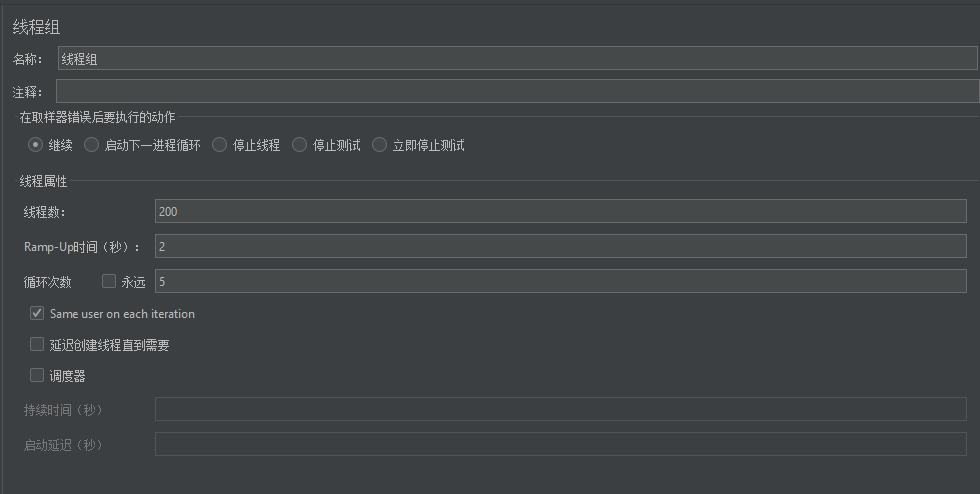 线程组
名称： 线程组
注释：
在取样器错误后要执行的动作
继续 启动下一进程循环 停止线程 停止测试 立即停止测试
线程属性
线程数： 200
Ramp-Up时间（秒）： 2
循环次数 永远 5
Same user on each iteration
延迟创建线程直到需要
调度器
持续时间（秒）
启动延迟（秒）